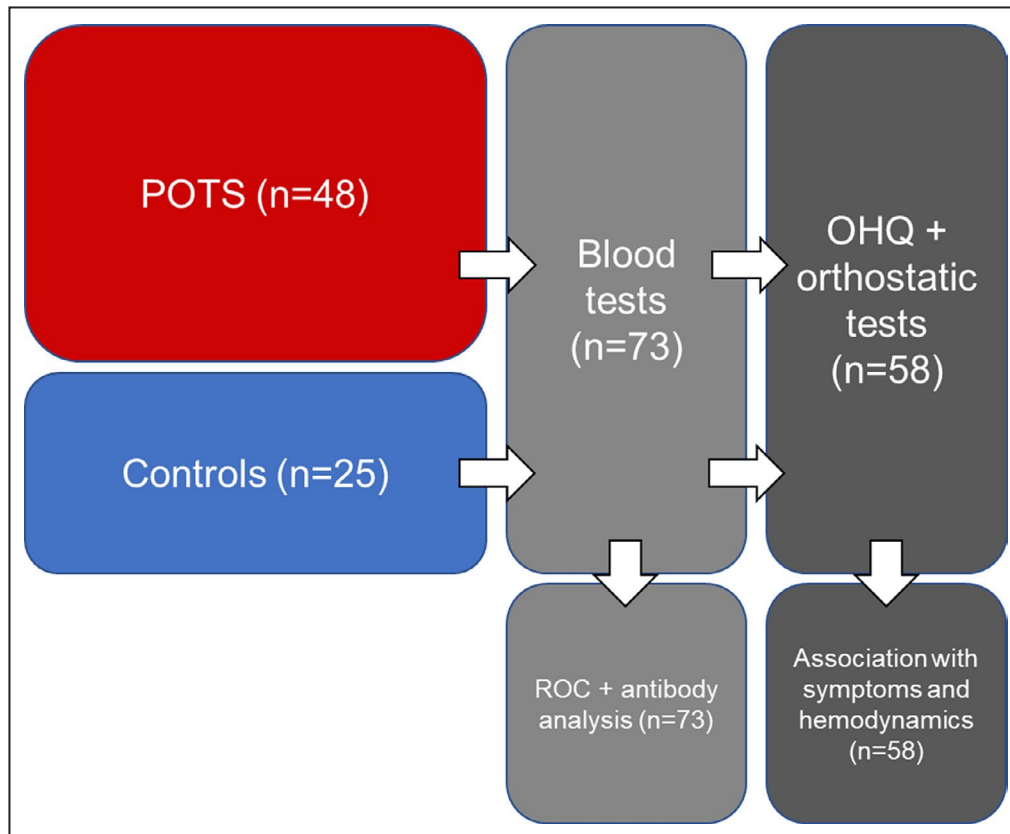 POTS (n=48)
Controls (n=25)
Blood
tests
(n=73)
OHQ +
orthostatic
tests
(n=58)
ROC + antibody
analysis (n=73)
Association with
symptoms and
hemodynamics
(n=58)